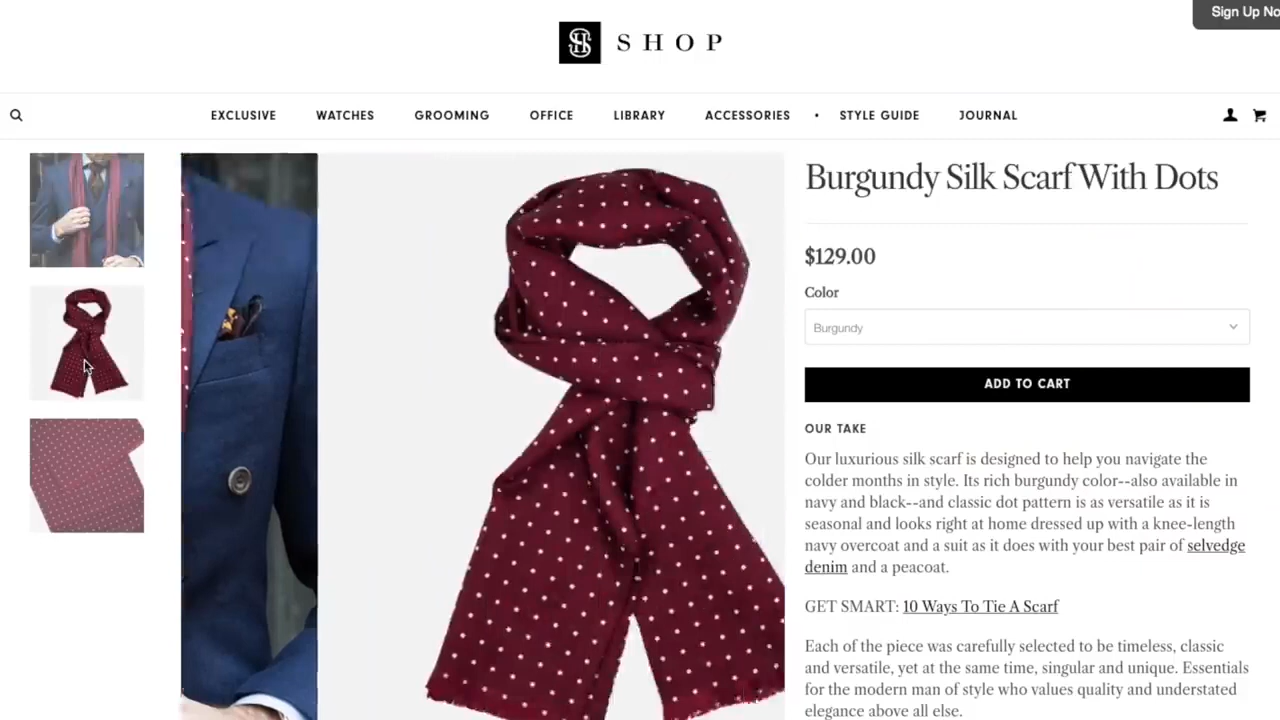 Sign Up No
SHOP
EXCLUSIVE WATCHES GROOMING OFFICE LIBRARY ACCESSORIES • STYLE GUIDE JOURNAL
Burgundy Silk Scarf With Dots
$129.00
Color
Burgundy
ADD TO CART
OUR TAKE
Our luxurious silk scarf is designed to help you navigate the
colder months in style. Its rich burgundy color--also available in
navy and black--and classic dot pattern is as versatile as it is
seasonal and looks right at home dressed up with a knee-length
navy overcoat and a suit as it does with your best pair of selvedge
denim and a peacoat.
GET SMART: 10 Ways To Tie A Scarf
Each of the piece was carefully selected to be timeless, classic
and versatile, yet at the same time, singular and unique. Essentials
for the modern man of style who values quality and understated
elegance above all else.